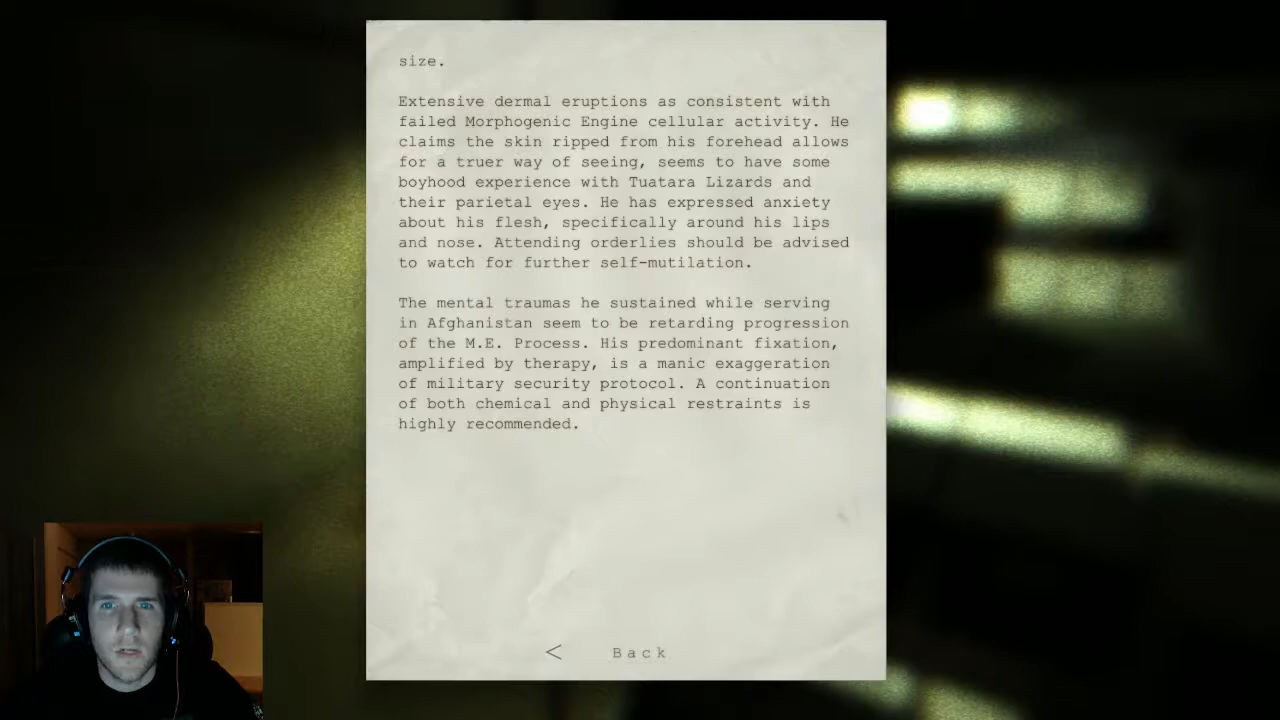 size.
Extensive dermal eruptions as consistent with
failed Morphogenic Engine cellular activity. He
claims the skin ripped from his forehead allows
for a truer way of seeing, seems to have some
boyhood experience with Tuatara Lizards and
their parietal eyes. He has expressed anxiety
about his flesh, specifically around his lips
and nose. Attending orderlies should be advised
to watch for further self-mutilation.
The mental traumas he sustained while serving
in Afghanistan seem to be retarding progression
of the M.E. Process. His predominant fixation,
amplified by therapy, is a manic exaggeration
of military security protocol. A continuation
of both chemical and physical restraints is
highly recommended.
< Back